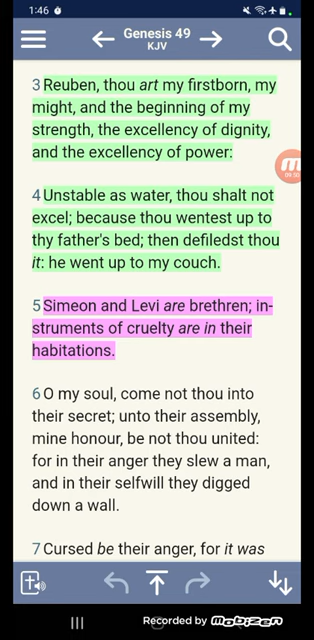 1:46
Genesis 49
KJV
3 Reuben, thou art my firstborn, my
might, and the beginning of my
strength, the excellency of dignity,
and the excellency of power:
4 Unstable as water, thou shalt not
excel; because thou wentest up to
thy father's bed; then defiledst thou
it: he went up to my couch.
5 Simeon and Levi are brethren; in-
struments of cruelty are in their
habitations.
6 O my soul, come not thou into
their secret; unto their assembly,
mine honour, be not thou united:
for in their anger they slew a man,
and in their selfwill they digged
down a wall.
7 Cursed be their anger, for it was
Recorded by mobizen